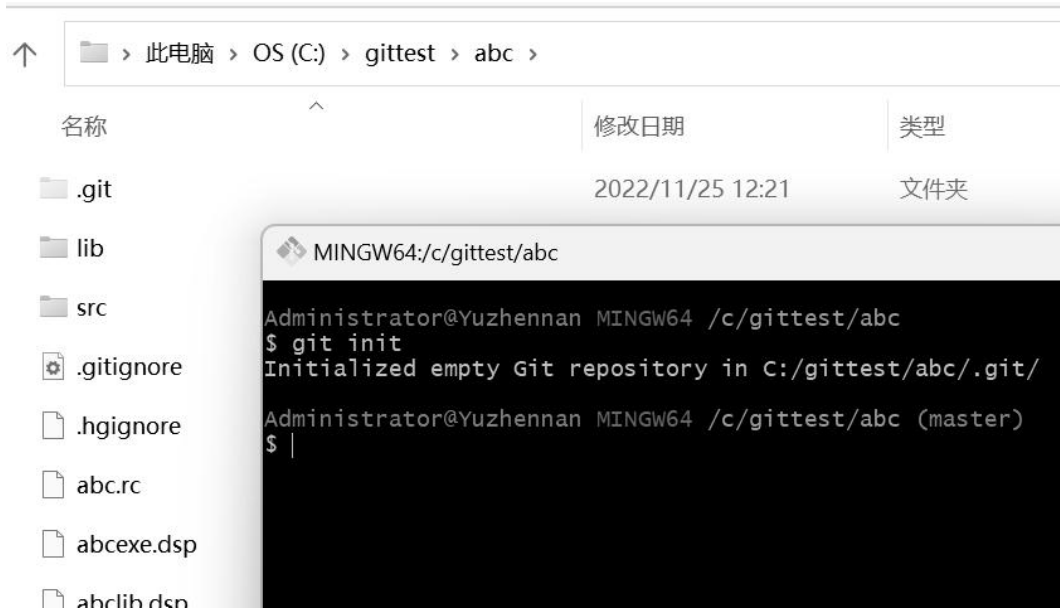 此电脑 > OS (C:) > gittest > abc >
名称 修改日期 类型
.git 2022/11/25 12:21 文件夹
lib
src
.gitignore
.hgignore
abc.rc
abcexe.dsp
abclib.dsp
MINGW64:/c/gittest/abc
Administrator@Yuzhennan MINGW64 /c/gittest/abc
$ git init
Initialized empty Git repository in C:/gittest/abc/.git/
Administrator@Yuzhennan MINGW64 /c/gittest/abc (master)
$